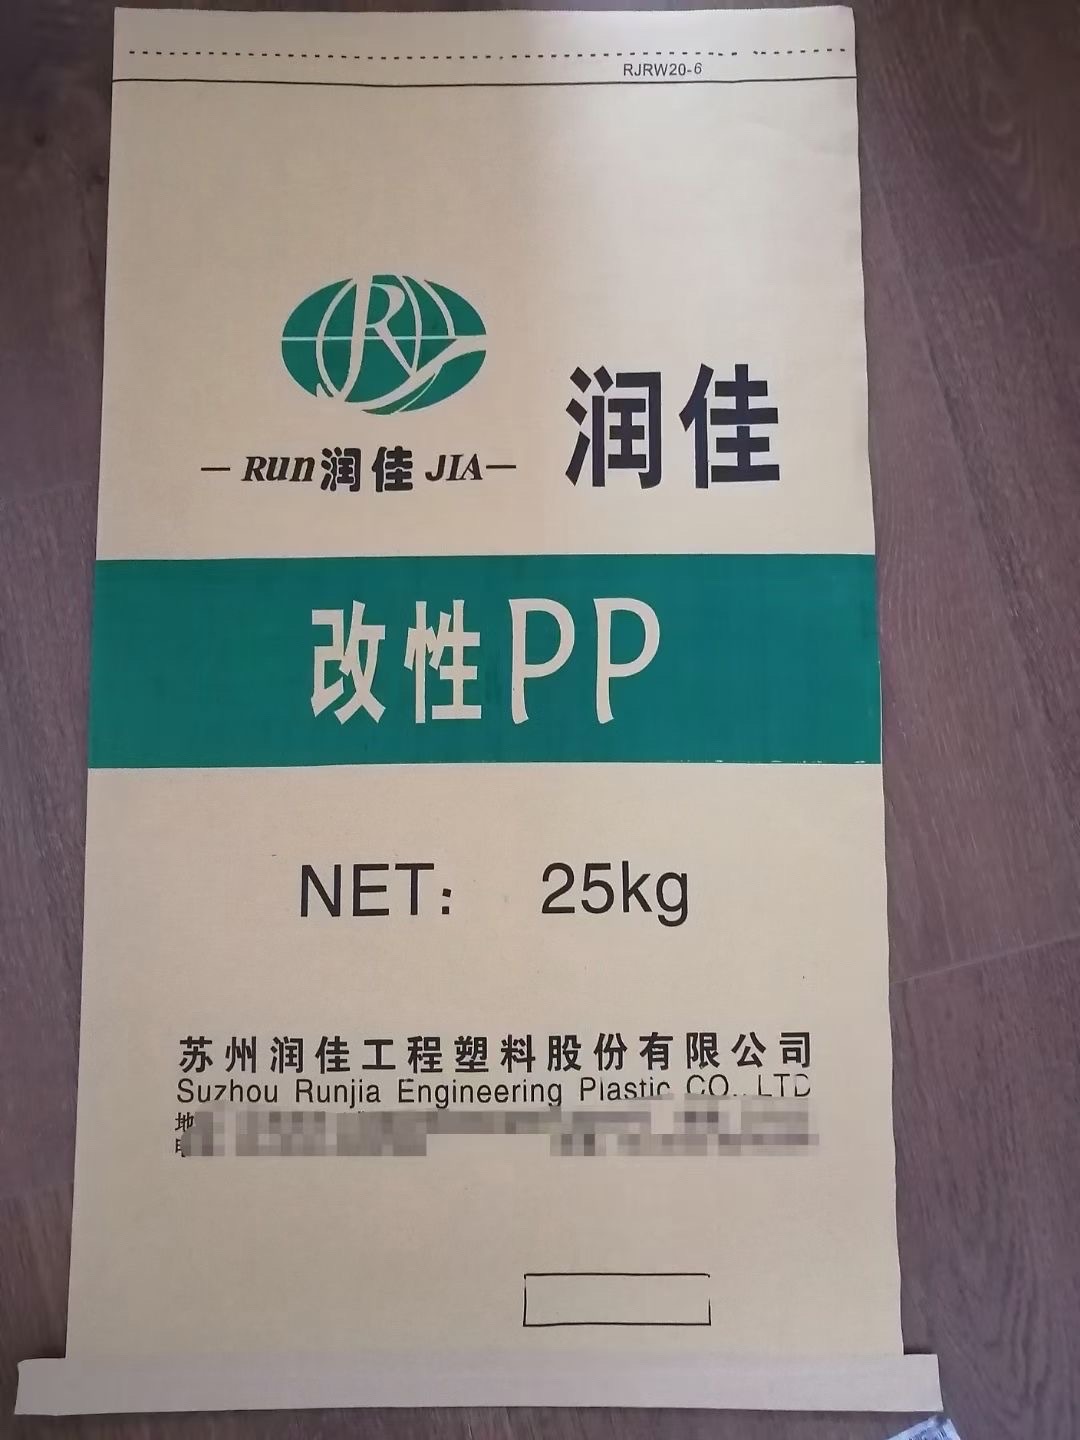 RJRW20-6
R
Run润佳JIA
润佳
改性PP
NET: 25kg
苏州润佳工程塑料股份有限公司
Suzhou Runjia Engineering Plastic CO.,LTD
地